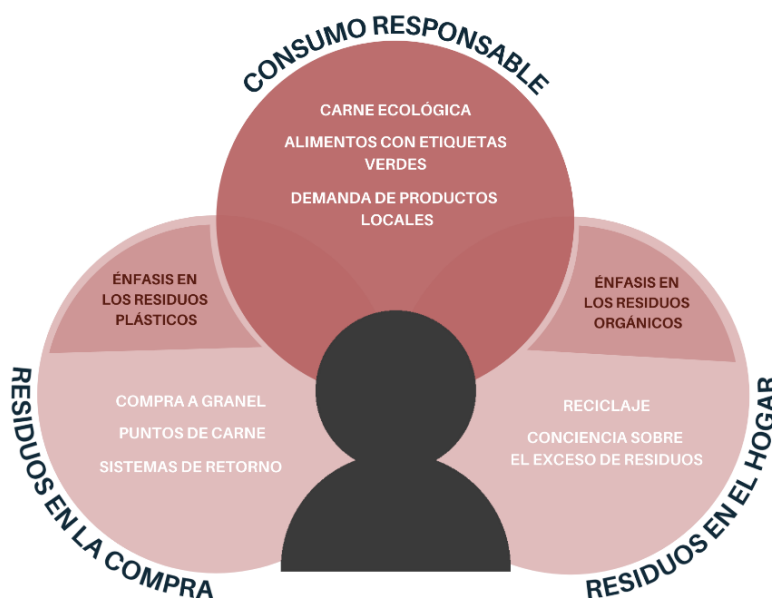 CONSUMO RESPONSABLE
CARNE ECOLÓGICA
ALIMENTOS CON ETIQUETAS
VERDES
DEMANDA DE PRODUCTOS
LOCALES
RESIDUOS EN LA COMPRA
ÉNFASIS EN
LOS RESIDUOS
PLÁSTICOS
COMPRA A GRANEL
PUNTOS DE CARNE
SISTEMAS DE RETORNO
RESIDUOS EN EL HOGAR
ÉNFASIS EN
LOS RESIDUOS
ORGÁNICOS
RECICLAJE
CONCIENCIA SOBRE
EL EXCESO DE RESIDUOS